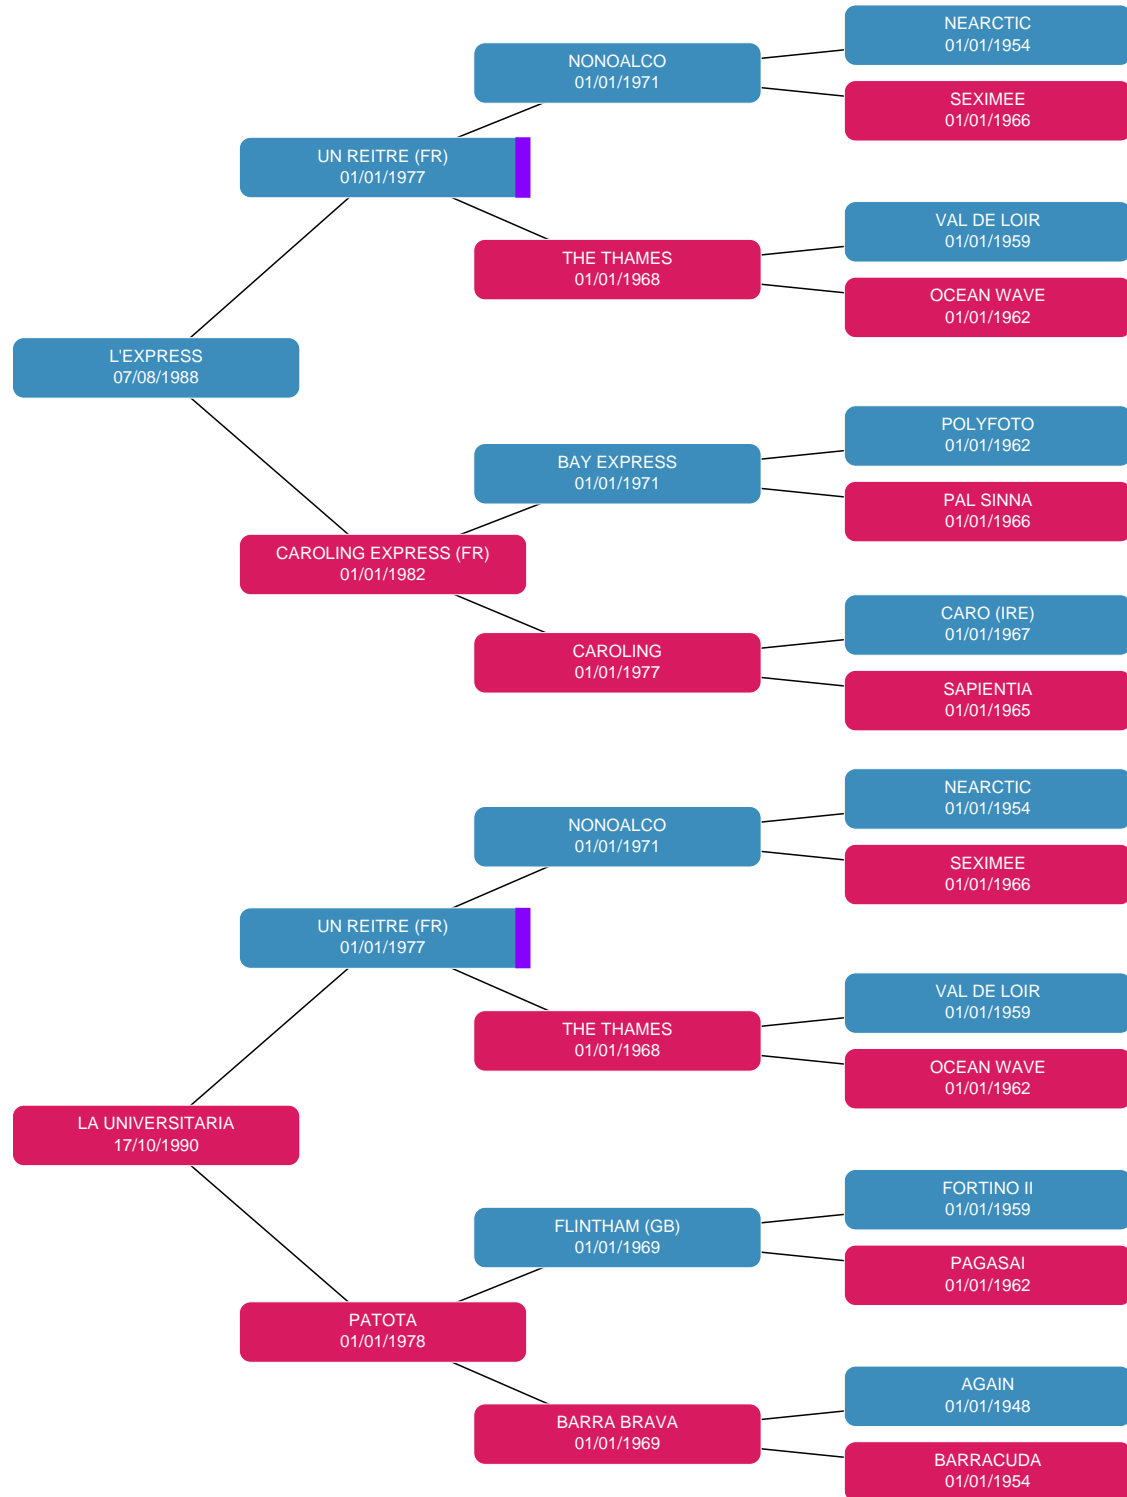 NEARCTIC
01/01/1954
NONOALCO
01/01/1971
SEXIMEE
01/01/1966
UN REITRE (FR)
01/01/1977
VAL DE LOIR
01/01/1959
THE THAMES
01/01/1968
OCEAN WAVE
01/01/1962
L'EXPRESS
07/08/1988
POLYFOTO
01/01/1962
BAY EXPRESS
01/01/1971
PAL SINNA
01/01/1966
CAROLING EXPRESS (FR)
01/01/1982
CARO (IRE)
01/01/1967
CAROLING
01/01/1977
SAPIENTIA
01/01/1965
NEARCTIC
01/01/1954
NONOALCO
01/01/1971
SEXIMEE
01/01/1966
UN REITRE (FR)
01/01/1977
VAL DE LOIR
01/01/1959
THE THAMES
01/01/1968
OCEAN WAVE
01/01/1962
LA UNIVERSITARIA
17/10/1990
FORTINO II
01/01/1959
FLINTHAM (GB)
01/01/1969
PAGASAI
01/01/1962
PATOTA
01/01/1978
AGAIN
01/01/1948
BARRA BRAVA
01/01/1969
BARRACUDA
01/01/1954